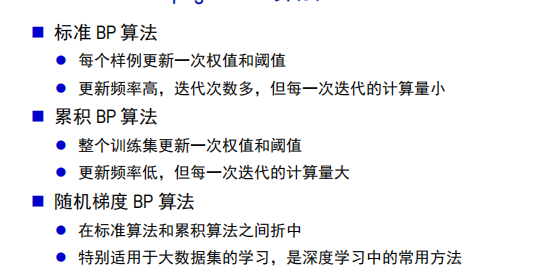 标准 BP 算法
每个样例更新一次权值和阈值
更新频率高，迭代次数多，但每一次迭代的计算量小
累积 BP 算法
整个训练集更新一次权值和阈值
更新频率低，但每一次迭代的计算量大
随机梯度 BP 算法
在标准算法和累积算法之间折中
特别适用于大数据集的学习，是深度学习中的常用方法